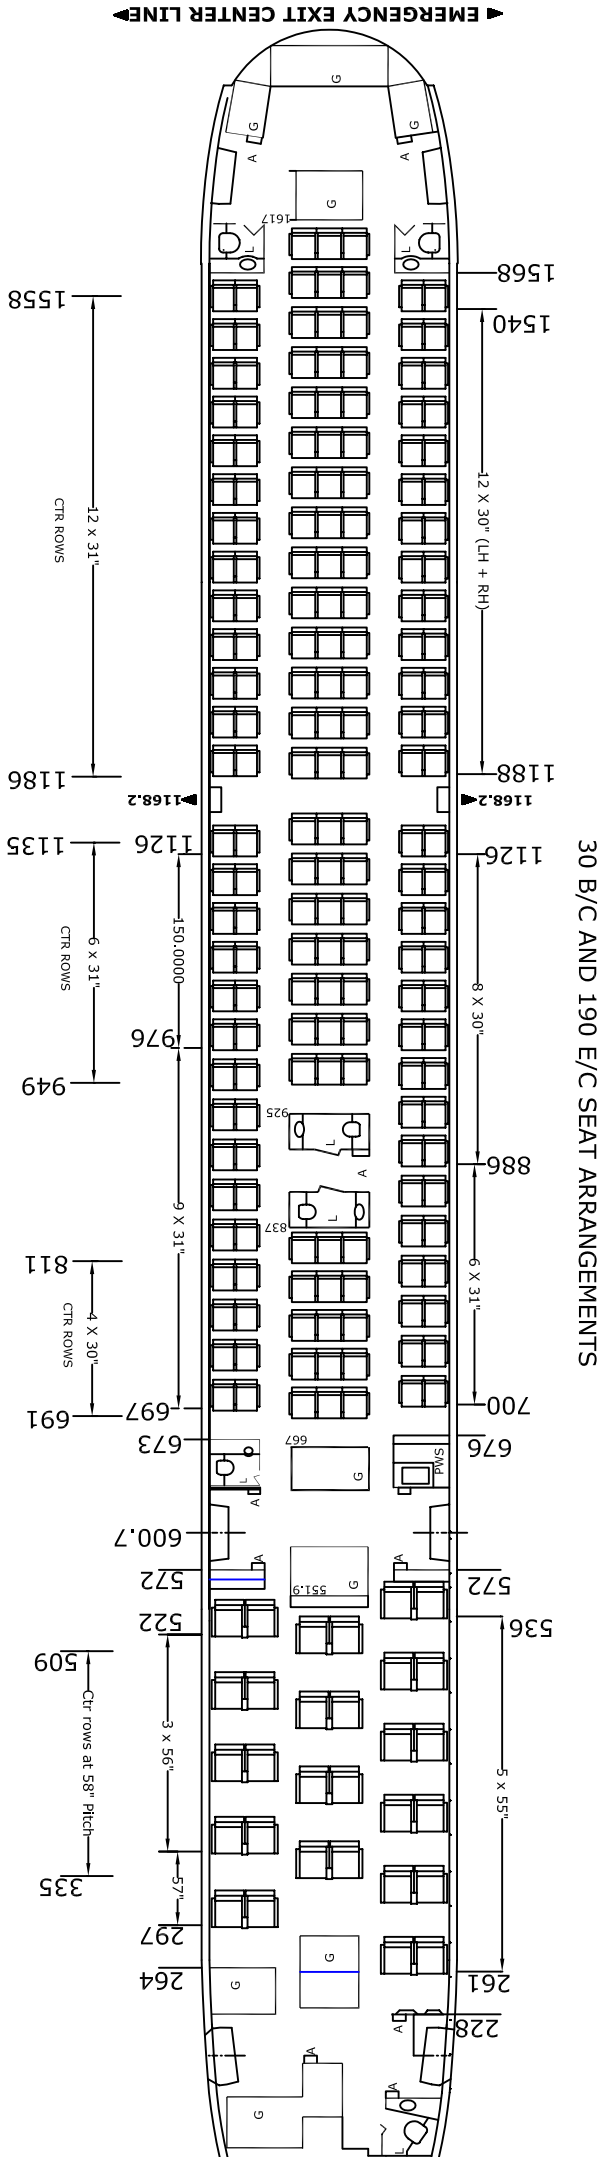 EMERGENCY EXIT CENTER LINE
G
G
G
A
A
G
1617
L
L
1568
1558
1540
12 x 31"
CTR ROWS
12 X 30" (LH + RH)
1186
1188
1168.2
1168.2
1135
1126
1126
150.0000
6 x 31"
CTR ROWS
8 X 30"
976
949
925
L
A
886
L
837
9 X 31"
811
6 X 31"
4 X 30"
CTR ROWS
691
697
700
673
667
676
L
G
PWS
A
600.7
A
A
572
G
551.9
572
522
536
509
Ctr rows at 58" Pitch
3 x 56"
5 x 55"
335
57"
297
G
264
G
261
228
A
A
A
G
L
30 B/C AND 190 E/C SEAT ARRANGEMENTS